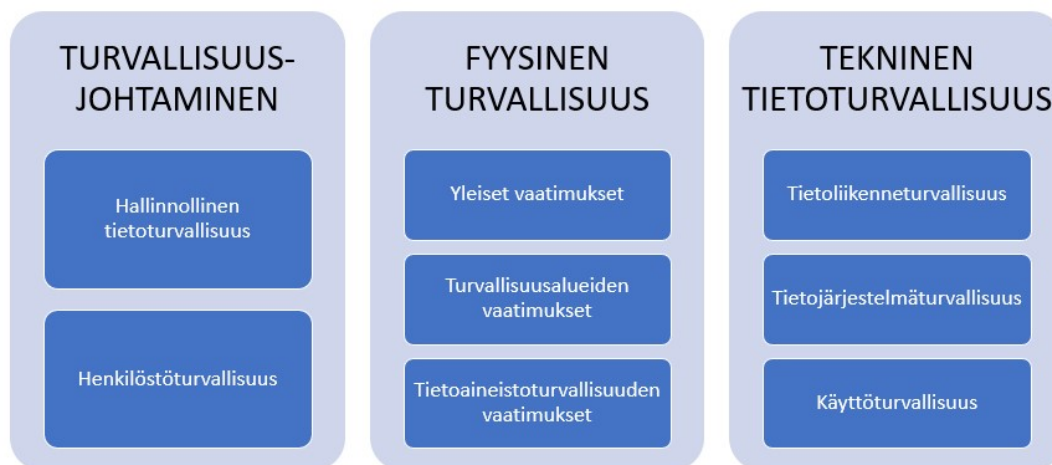 TURVALLISUUS-
JOHTAMINEN
Hallinnollinen
tietoturvallisuus
Henkilöstöturvallisuus
FYYSINEN
TURVALLISUUS
Yleiset vaatimukset
Turvallisuusalueiden
vaatimukset
Tietoaineistoturvallisuuden
vaatimukset
TEKNINEN
TIETOTURVALLISUUS
Tietoliikenneturvallisuus
Tietojärjestelmäturvallisuus
Käyttöturvallisuus